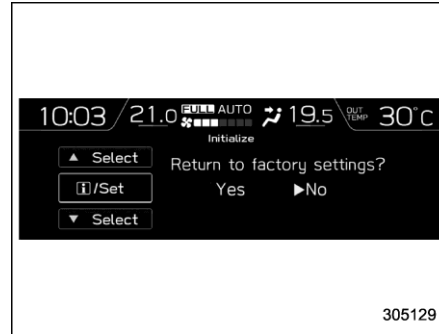 10:03 21.0 FULL AUTO 19.5 OUT TEMP 30°C
Initialize
▲ Select
i/Set
▼ Select
Return to factory settings?
Yes ▶No
305129